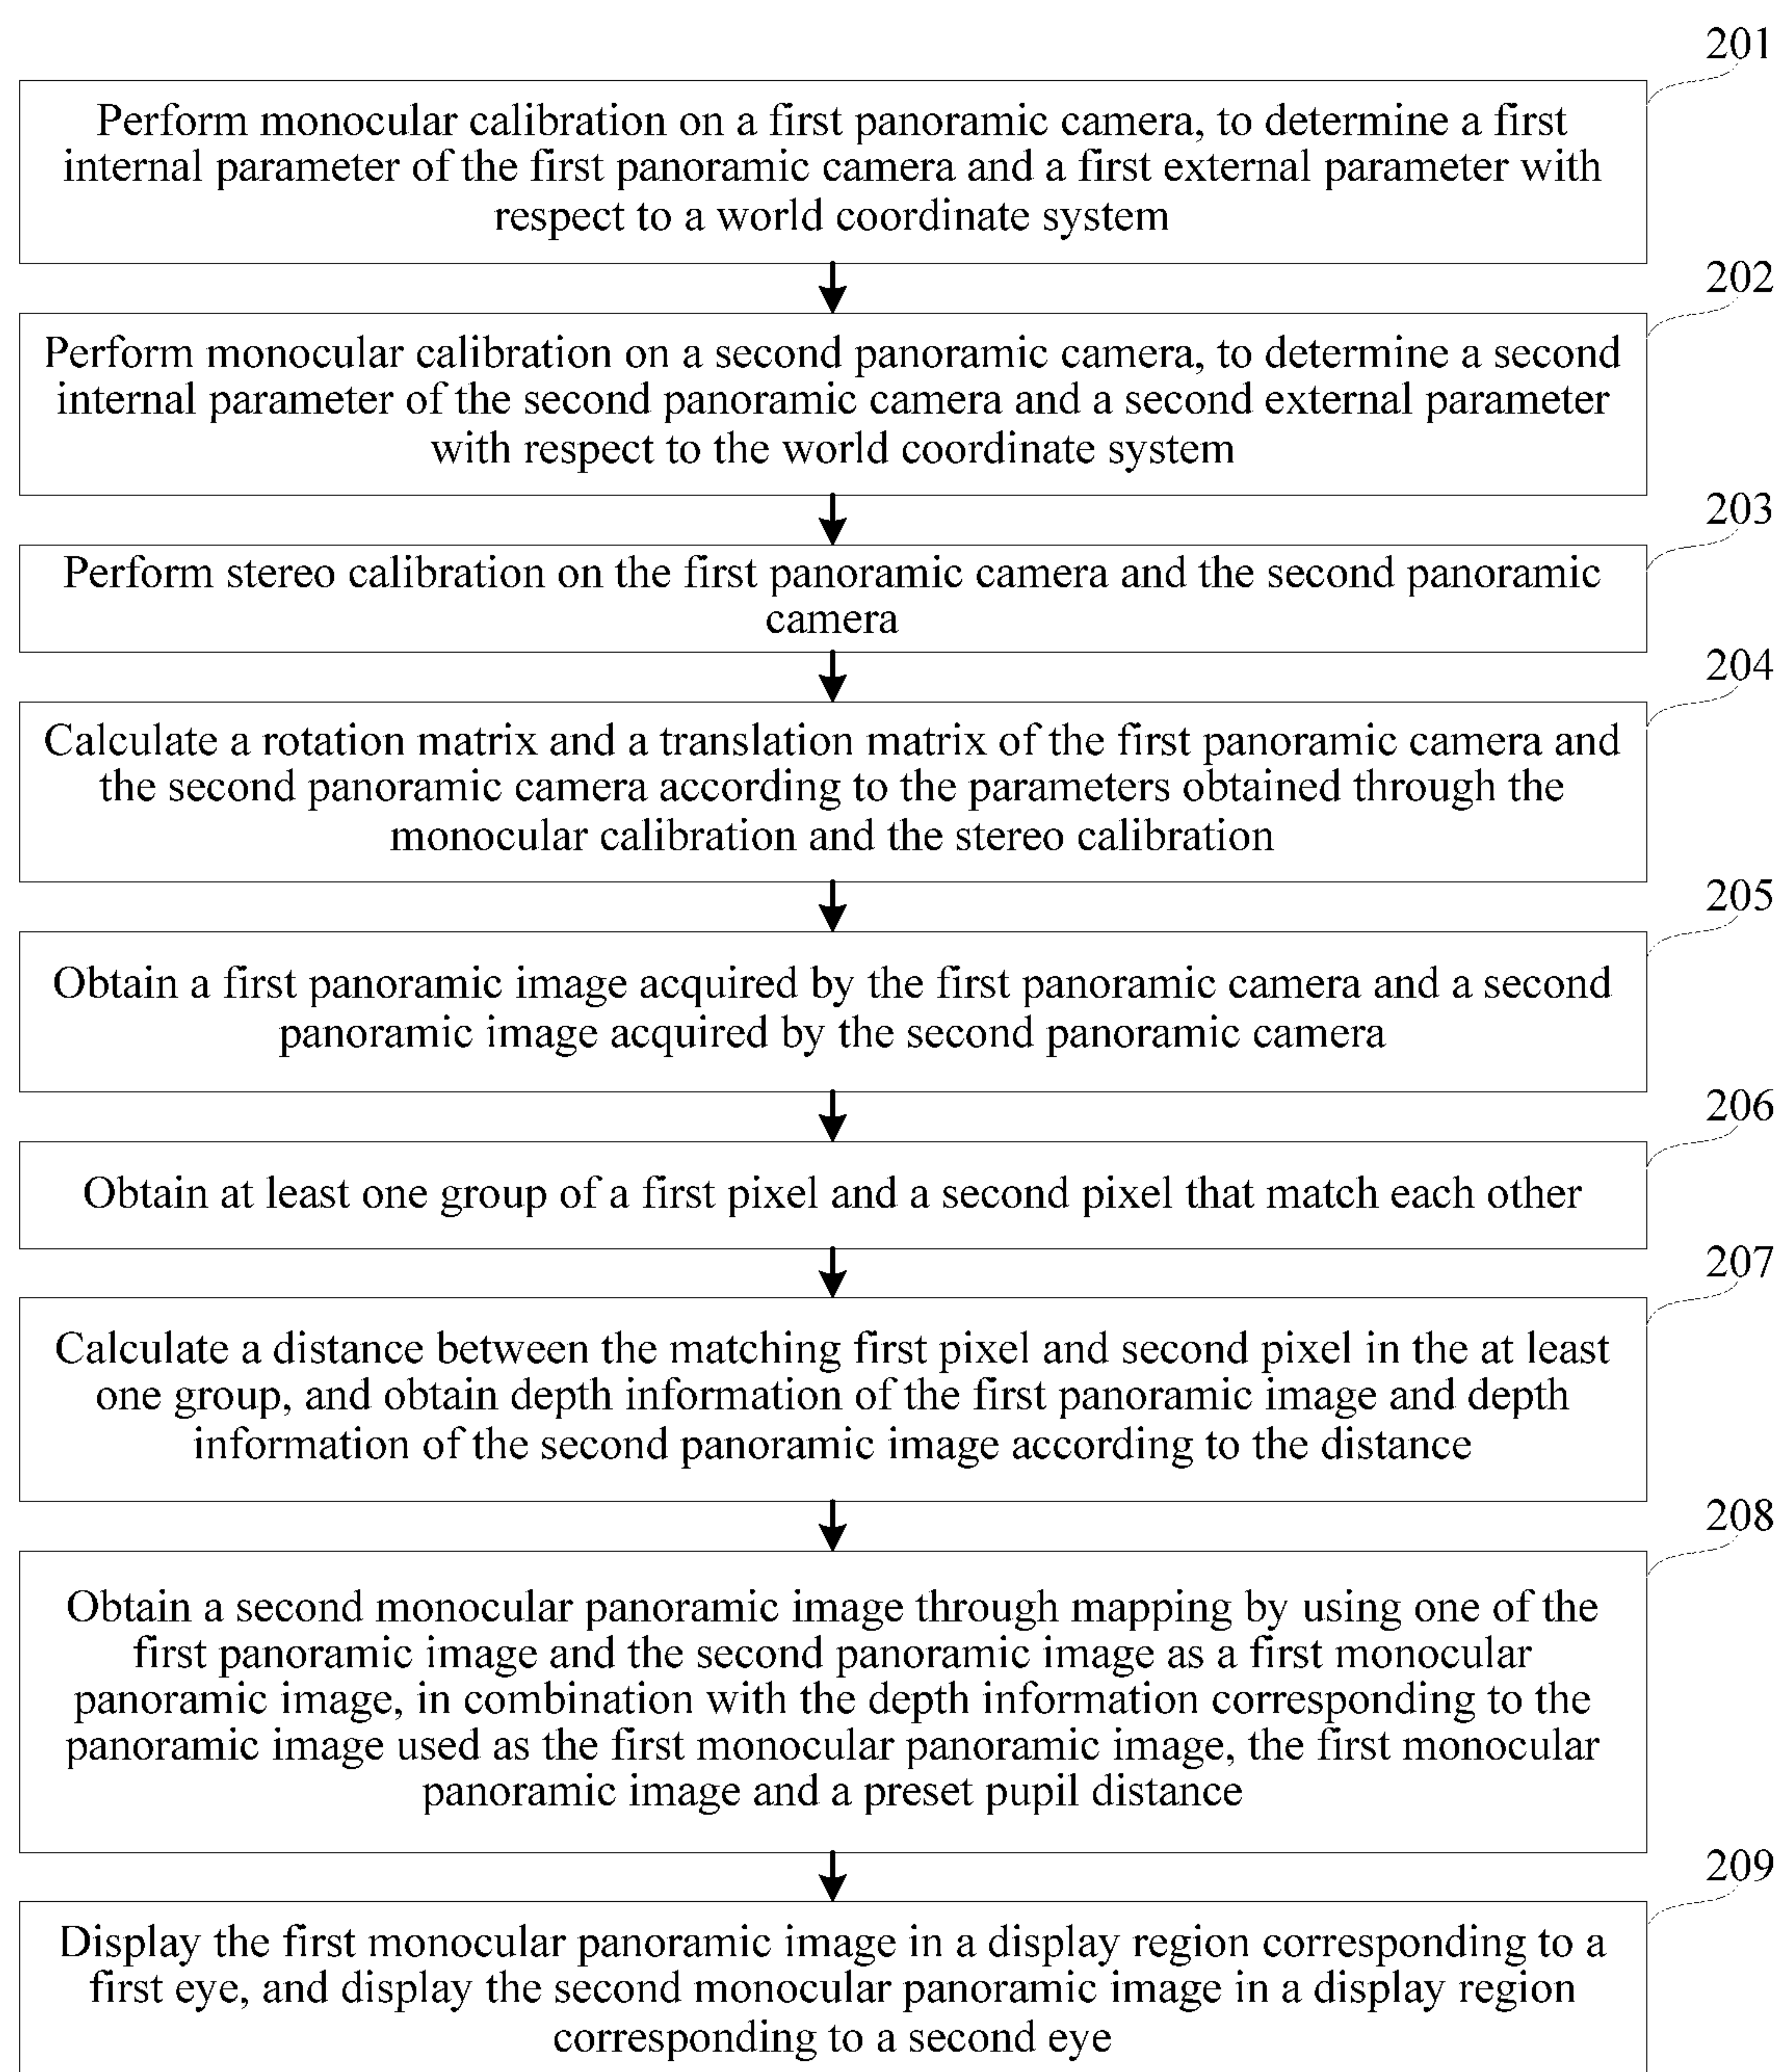 201
Perform monocular calibration on a first panoramic camera, to determine a first
internal parameter of the first panoramic camera and a first external parameter with
respect to a world coordinate system
202
Perform monocular calibration on a second panoramic camera, to determine a second
internal parameter of the second panoramic camera and a second external parameter
with respect to the world coordinate system
203
Perform stereo calibration on the first panoramic camera and the second panoramic
camera
204
Calculate a rotation matrix and a translation matrix of the first panoramic camera and
the second panoramic camera according to the parameters obtained through the
monocular calibration and the stereo calibration
205
Obtain a first panoramic image acquired by the first panoramic camera and a second
panoramic image acquired by the second panoramic camera
206
Obtain at least one group of a first pixel and a second pixel that match each other
207
Calculate a distance between the matching first pixel and second pixel in the at least
one group, and obtain depth information of the first panoramic image and depth
information of the second panoramic image according to the distance
208
Obtain a second monocular panoramic image through mapping by using one of the
first panoramic image and the second panoramic image as a first monocular
panoramic image, in combination with the depth information corresponding to the
panoramic image used as the first monocular panoramic image, the first monocular
panoramic image and a preset pupil distance
209
Display the first monocular panoramic image in a display region corresponding to a
first eye, and display the second monocular panoramic image in a display region
corresponding to a second eye